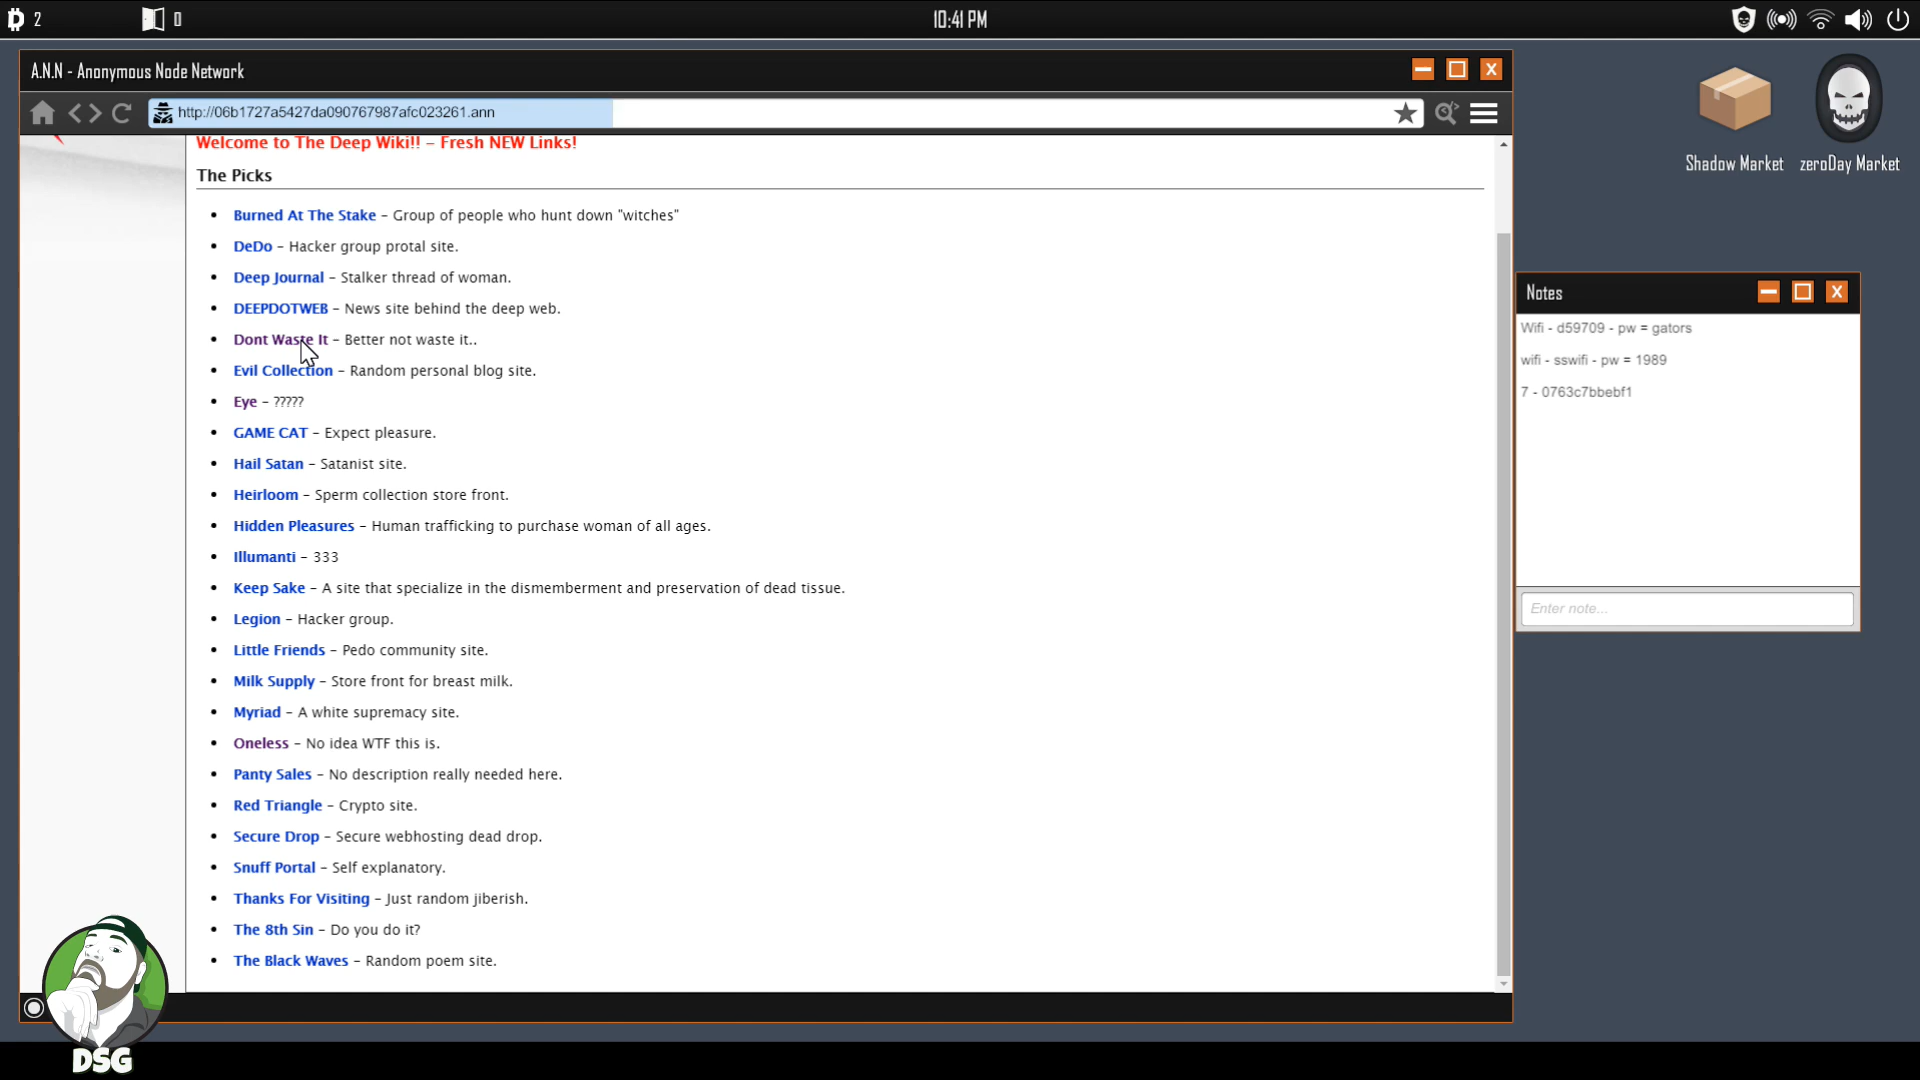 2
0
10:41 PM
A.N.N - Anonymous Node Network
http://06b1727a5427da090767987afc023261.ann
Shadow Market
zeroDay Market
Welcome to The Deep Wiki!! - Fresh NEW Links!
The Picks
Burned At The Stake - Group of people who hunt down "witches"
DeDo - Hacker group protal site.
Deep Journal - Stalker thread of woman.
DEEPDOTWEB - News site behind the deep web.
Dont Waste It - Better not waste it..
Evil Collection - Random personal blog site.
Eye - ?????
GAME CAT - Expect pleasure.
Hail Satan - Satanist site.
Heirloom - Sperm collection store front.
Hidden Pleasures - Human trafficking to purchase woman of all ages.
Illumanti - 333
Keep Sake - A site that specialize in the dismemberment and preservation of dead tissue.
Legion - Hacker group.
Little Friends - Pedo community site.
Milk Supply - Store front for breast milk.
Myriad - A white supremacy site.
Oneless - No idea WTF this is.
Panty Sales - No description really needed here.
Red Triangle - Crypto site.
Secure Drop - Secure webhosting dead drop.
Snuff Portal - Self explanatory.
Thanks For Visiting - Just random jiberish.
The 8th Sin - Do you do it?
The Black Waves - Random poem site.
Notes
Wifi - d59709 - pw = gators
wifi - sswifi - pw = 1989
7 - 0763c7bbebf1
Enter note...
DSG